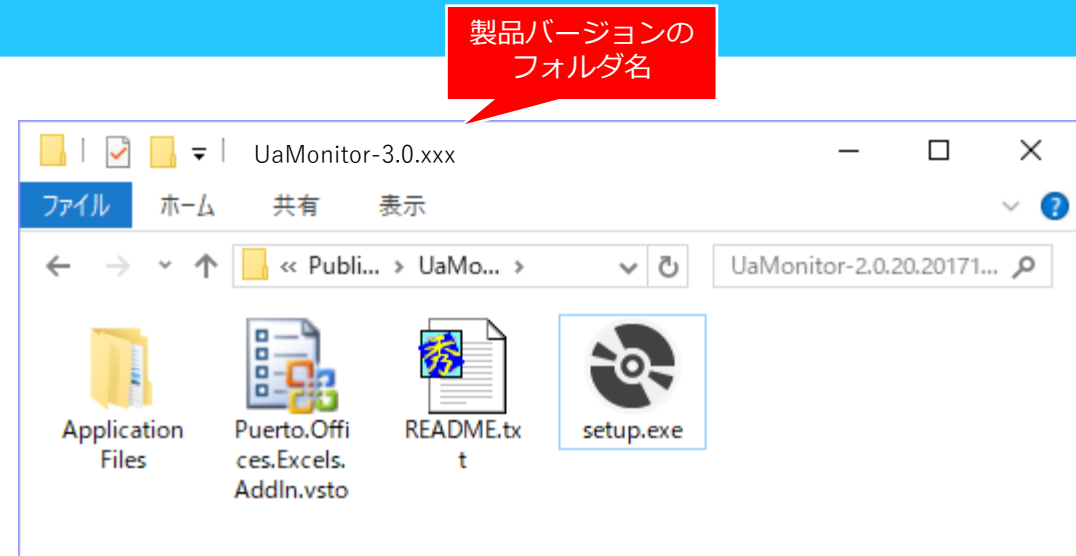 製品バージョンの
フォルダ名
UaMonitor-3.0.xxx
ファイル ホーム 共有 表示
?
« Publi... › UaMo... › UaMonitor-2.0.20.20171...
Application
Files
Puerto.Offi
ces.Excels.
AddIn.vsto
秀
README.tx
t
setup.exe